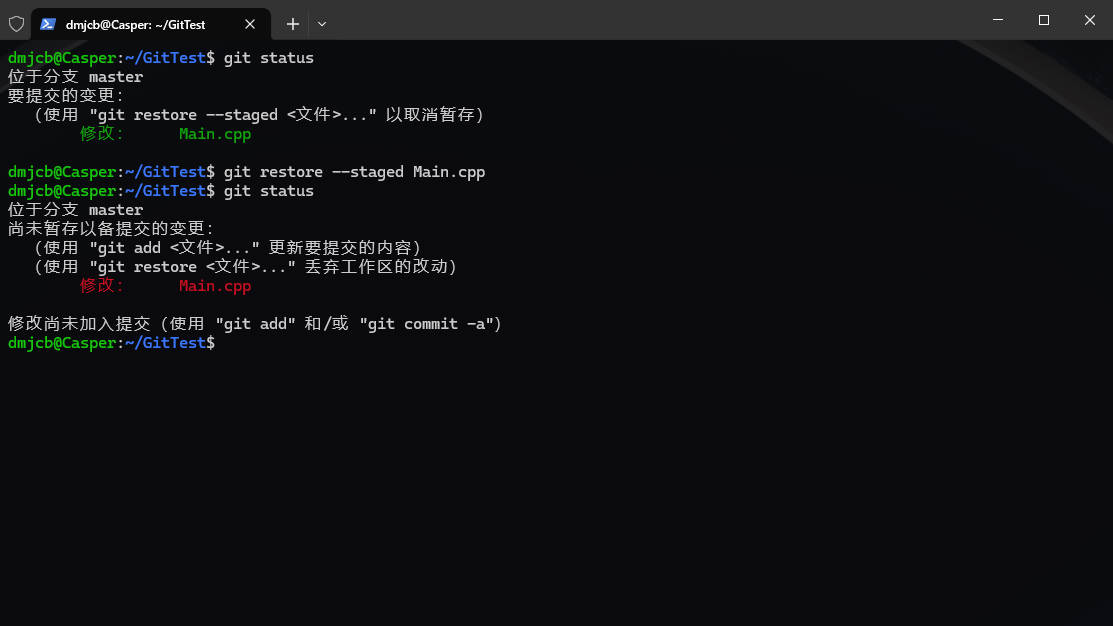 dmjcb@Casper: ~/GitTest
dmjcb@Casper:~/GitTest$ git status
位于分支 master
要提交的变更：
  （使用 "git restore --staged <文件>..." 以取消暂存）
        修改：     Main.cpp
dmjcb@Casper:~/GitTest$ git restore --staged Main.cpp
dmjcb@Casper:~/GitTest$ git status
位于分支 master
尚未暂存以备提交的变更：
  （使用 "git add <文件>..." 更新要提交的内容）
  （使用 "git restore <文件>..." 丢弃工作区的改动）
        修改：     Main.cpp
修改尚未加入提交（使用 "git add" 和/或 "git commit -a"）
dmjcb@Casper:~/GitTest$